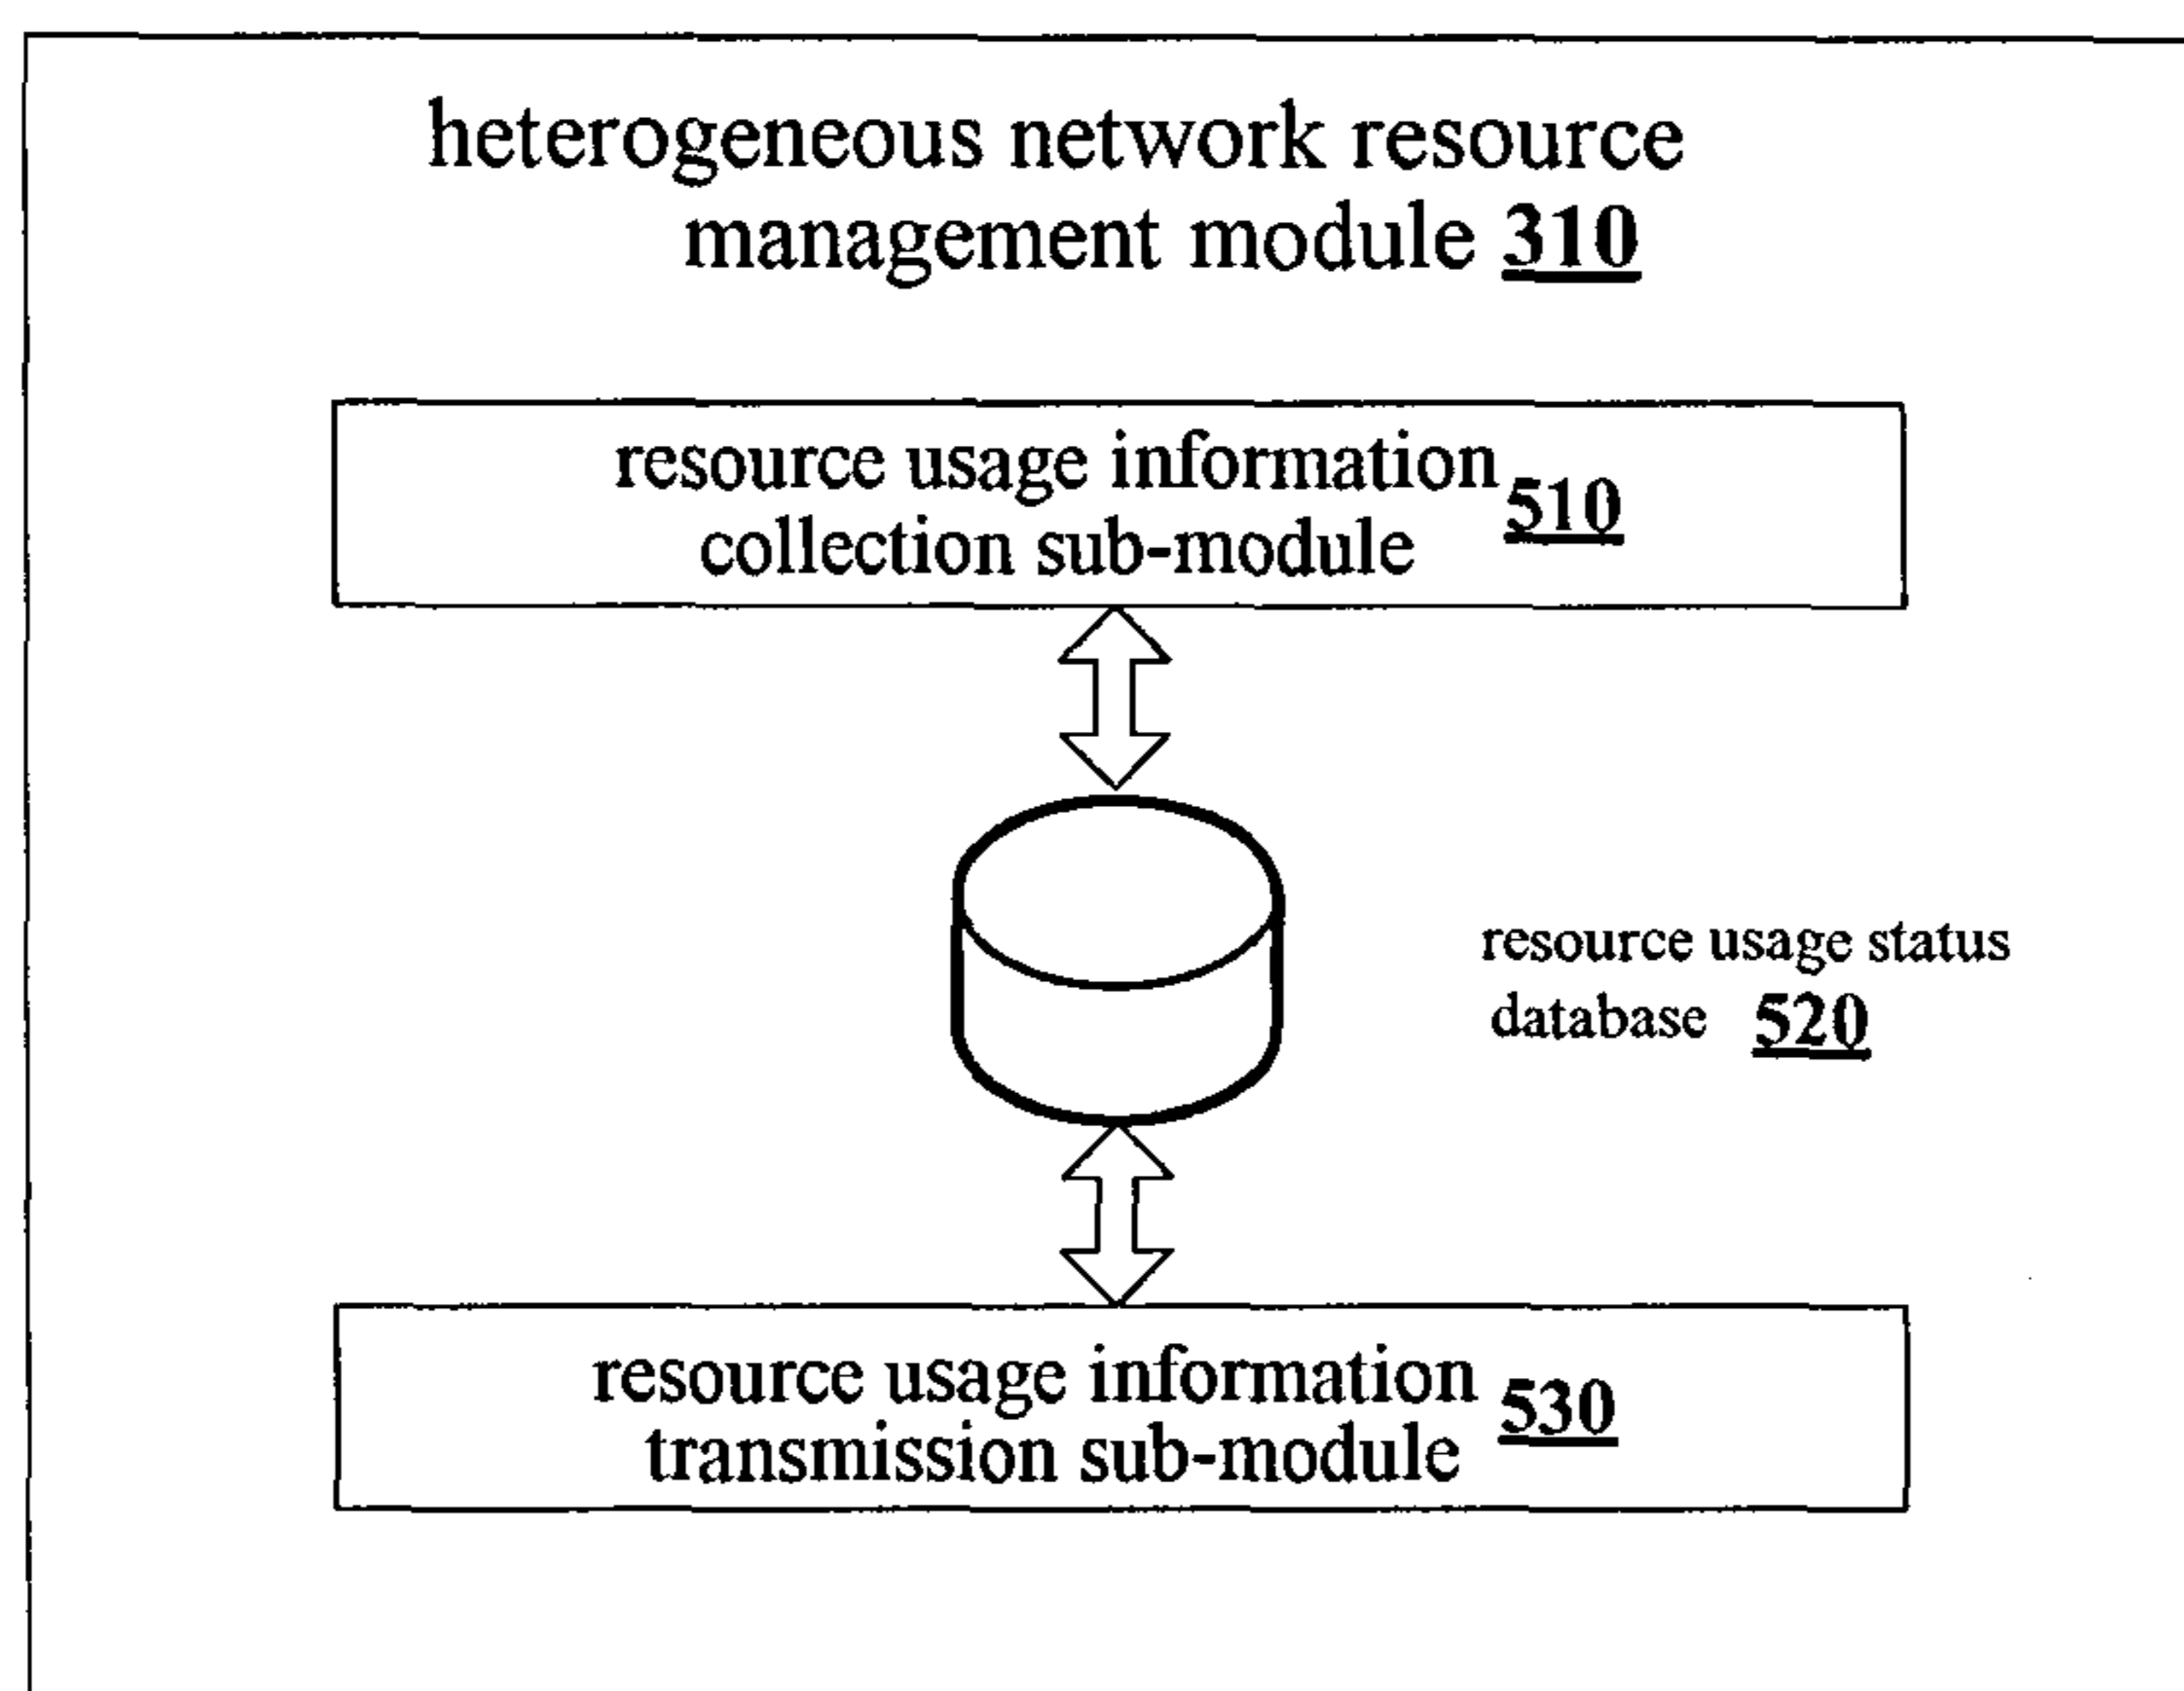 heterogeneous network resource
management module 310
resource usage information
collection sub-module 510
resource usage status
database 520
resource usage information
transmission sub-module 530